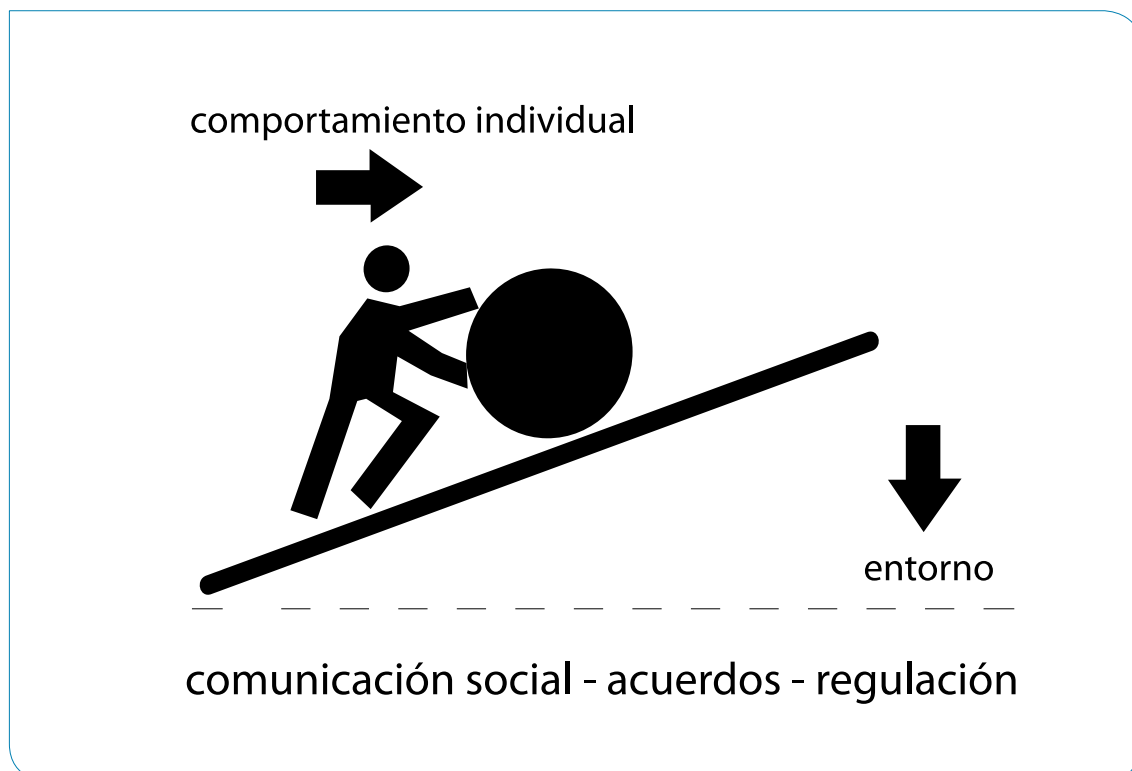 comportamiento individual
entorno
comunicación social - acuerdos - regulación